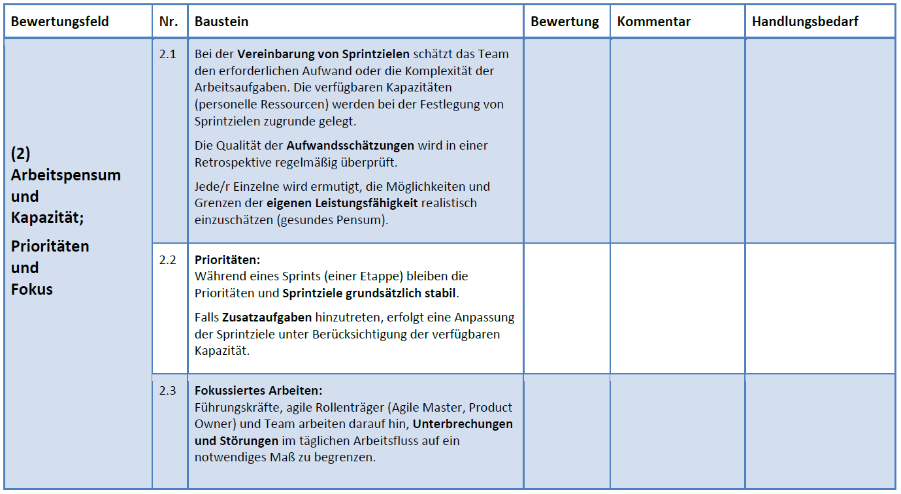 Bewertungsfeld Nr. Baustein Bewertung Kommentar Handlungsbedarf
(2)
Arbeitspensum
und
Kapazität;
Prioritäten
und
Fokus
2.1
Bei der Vereinbarung von Sprintzielen schätzt das Team
den erforderlichen Aufwand oder die Komplexität der
Arbeitsaufgaben. Die verfügbaren Kapazitäten
(personelle Ressourcen) werden bei der Festlegung von
Sprintzielen zugrunde gelegt.
Die Qualität der Aufwandsschätzungen wird in einer
Retrospektive regelmäßig überprüft.
Jede/r Einzelne wird ermutigt, die Möglichkeiten und
Grenzen der eigenen Leistungsfähigkeit realistisch
einzuschätzen (gesundes Pensum).
2.2
Prioritäten:
Während eines Sprints (einer Etappe) bleiben die
Prioritäten und Sprintziele grundsätzlich stabil.
Falls Zusatzaufgaben hinzutreten, erfolgt eine Anpassung
der Sprintziele unter Berücksichtigung der verfügbaren
Kapazität.
2.3
Fokussiertes Arbeiten:
Führungskräfte, agile Rollenträger (Agile Master, Product
Owner) und Team arbeiten darauf hin, Unterbrechungen
und Störungen im täglichen Arbeitsfluss auf ein
notwendiges Maß zu begrenzen.